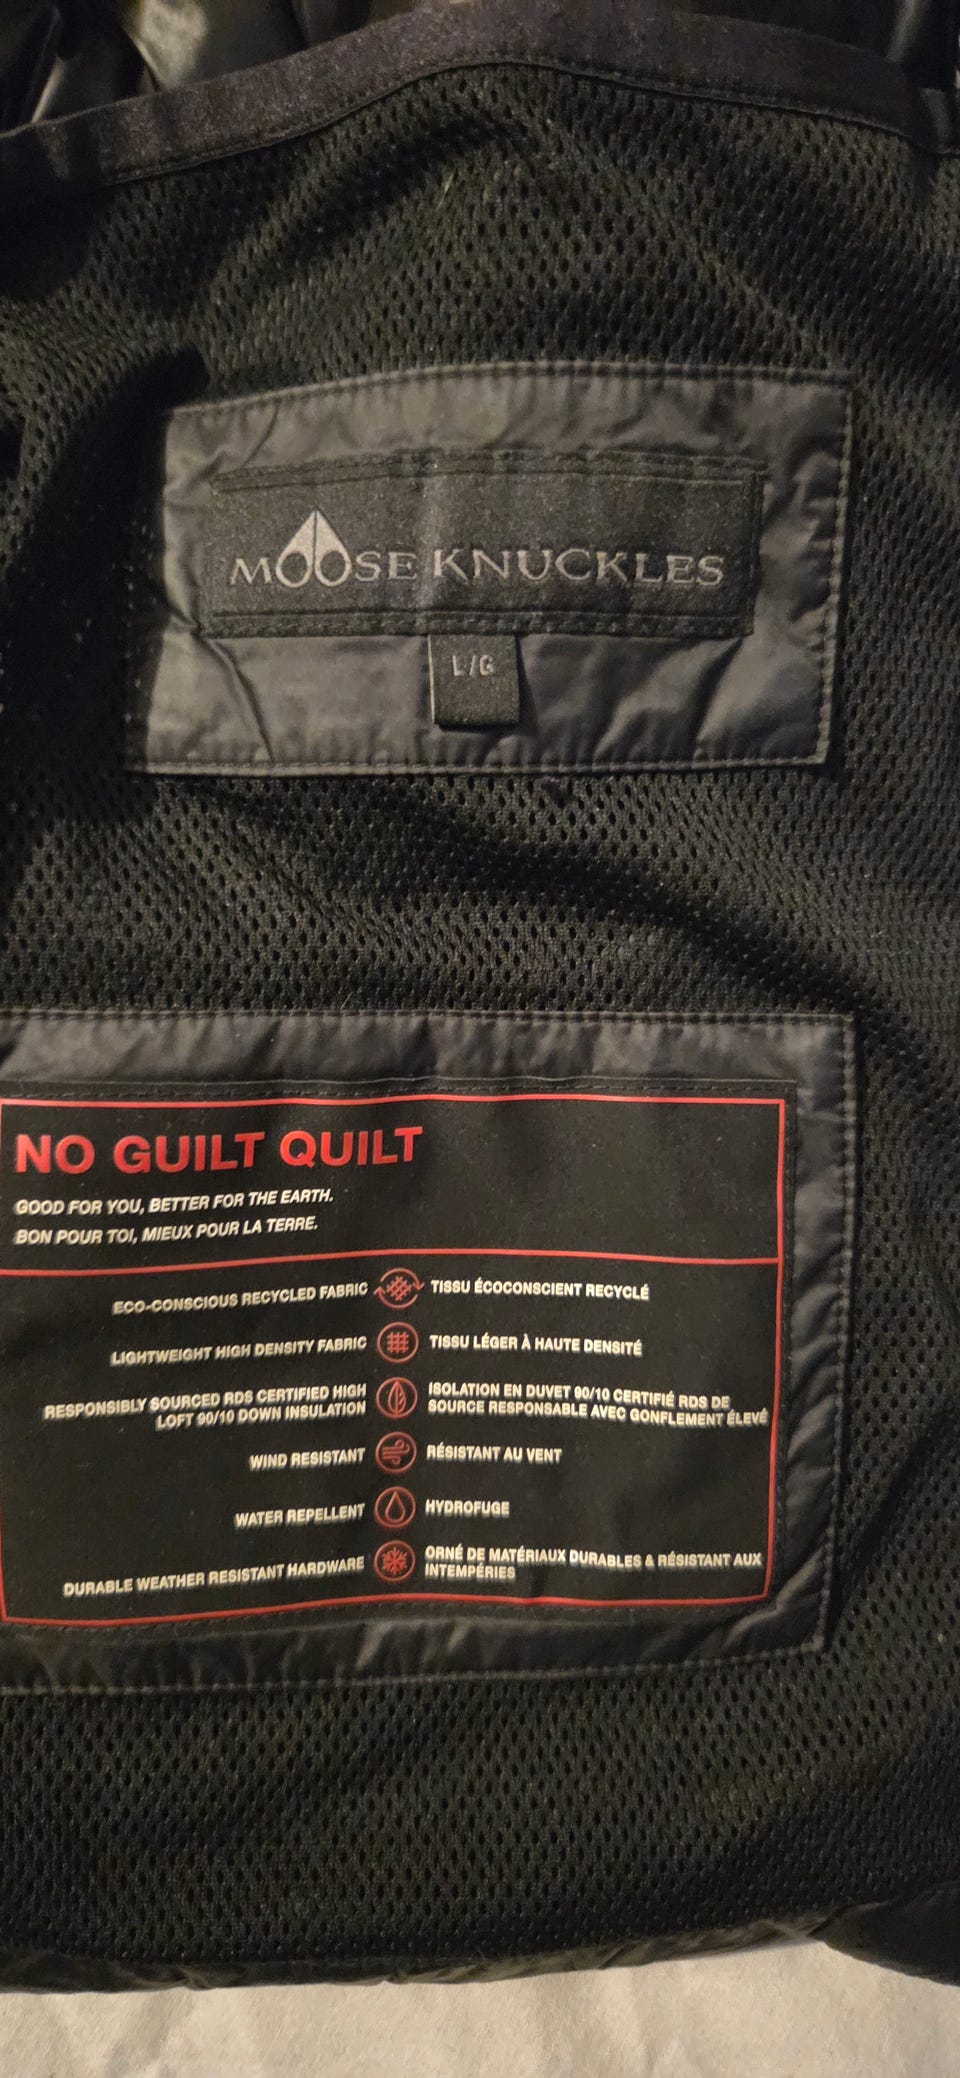 MOOSE KNUCKLES
L/G
NO GUILT QUILT
GOOD FOR YOU, BETTER FOR THE EARTH.
BON POUR TOI, MIEUX POUR LA TERRE.
ECO-CONSCIOUS RECYCLED FABRIC
TISSU ÉCOCONSCIENT RECYCLÉ
LIGHTWEIGHT HIGH DENSITY FABRIC
TISSU LÉGER À HAUTE DENSITÉ
RESPONSIBLY SOURCED RDS CERTIFIED HIGH
LOFT 90/10 DOWN INSULATION
ISOLATION EN DUVET 90/10 CERTIFIÉ RDS DE
SOURCE RESPONSABLE AVEC GONFLEMENT ÉLEVÉ
WIND RESISTANT
RÉSISTANT AU VENT
WATER REPELLENT
HYDROFUGE
DURABLE WEATHER RESISTANT HARDWARE
ORNÉ DE MATÉRIAUX DURABLES & RÉSISTANT AUX
INTEMPÉRIES